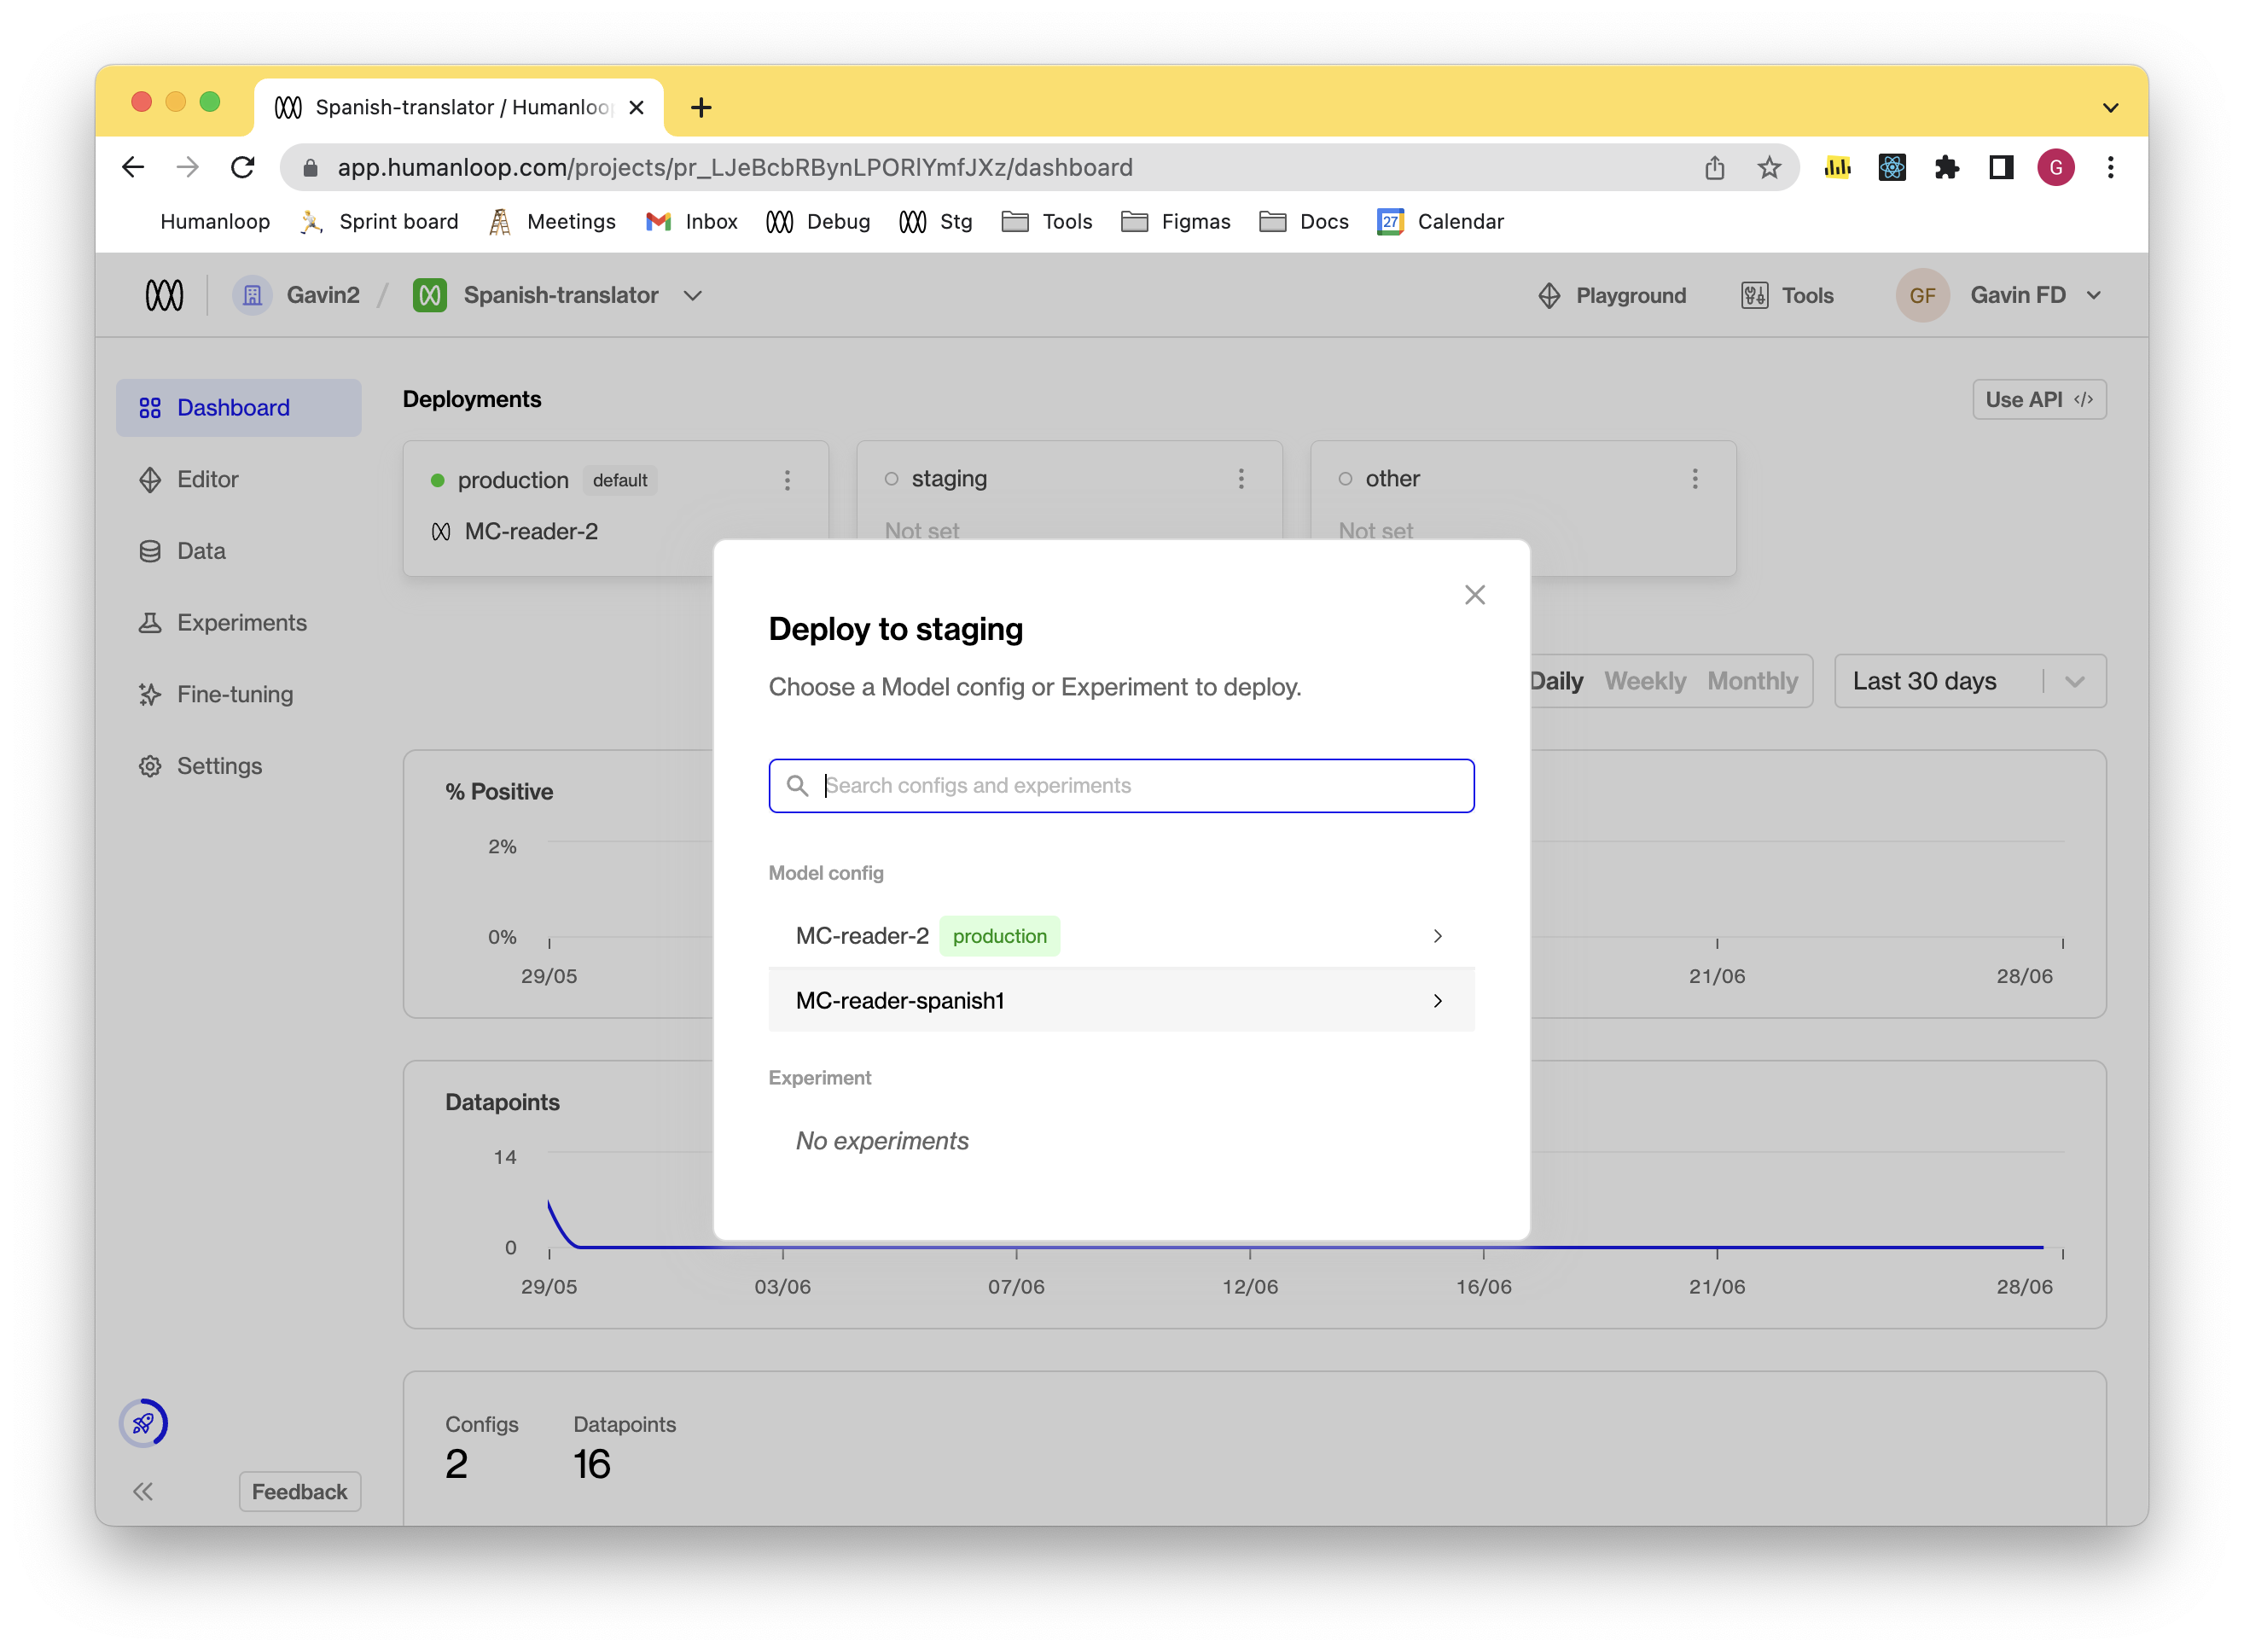 Spanish-translator / Humanloo
app.humanloop.com/projects/pr_LJeBcbRBynLPORlYmfJXz/dashboard
G
Humanloop Sprint board Meetings Inbox Debug Stg Tools Figmas Docs 27 Calendar
Gavin2 / Spanish-translator Playground Tools GF Gavin FD
Dashboard
Editor
Data
Experiments
Fine-tuning
Settings
Feedback
Deployments
Use API </>
production default
MC-reader-2
staging
Not set
other
Not set
Daily Weekly Monthly
Last 30 days
% Positive
2%
0%
29/05 21/06 28/06
Datapoints
14
0
29/05 03/06 07/06 12/06 16/06 21/06 28/06
Configs
2
Datapoints
16
Deploy to staging
Choose a Model config or Experiment to deploy.
Search configs and experiments
Model config
MC-reader-2 production
MC-reader-spanish1
Experiment
No experiments